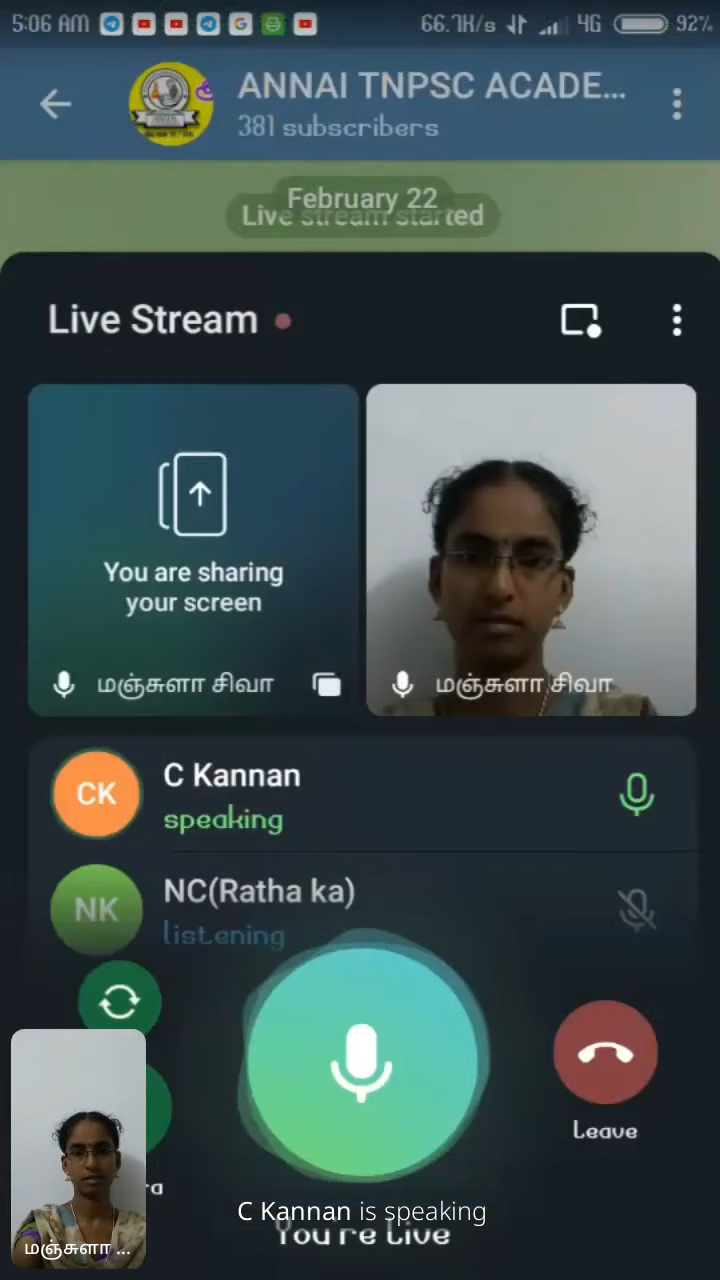 5:06 AM 66.7K/s 4G 92%
ANNAI TNPSC ACADE...
381 subscribers
February 22
Live stream started
Live Stream
You are sharing
your screen
மஞ்சுளா சிவா
மஞ்சுளா சிவா
CK
C Kannan
speaking
NK
NC(Ratha ka)
listening
Leave
மஞ்சுளா ...
C Kannan is speaking
You're Live